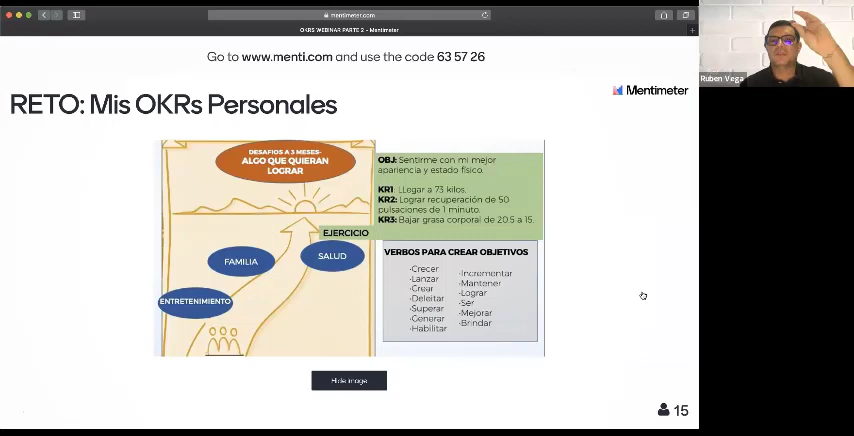 mentimeter.com
OKRS WEBINAR PARTE 2 - Mentimeter
Go to www.menti.com and use the code 63 57 26
RETO: Mis OKRs Personales
Mentimeter
DESAFIOS A 3 MESES-
ALGO QUE QUIERAN
LOGRAR
OBJ: Sentirme con mi mejor
apariencia y estado físico.
KR1: LLegar a 73 kilos.
KR2: Lograr recuperación de 50
pulsaciones de 1 minuto.
KR3: Bajar grasa corporal de 20.5 a 15.
EJERCICIO
FAMILIA
SALUD
ENTRETENIMIENTO
VERBOS PARA CREAR OBJETIVOS
·Crecer
·Lanzar
·Crear
·Deleitar
·Superar
·Generar
·Habilitar
·Incrementar
·Mantener
·Lograr
·Ser
·Mejorar
·Brindar
Hide image
15
Ruben Vega